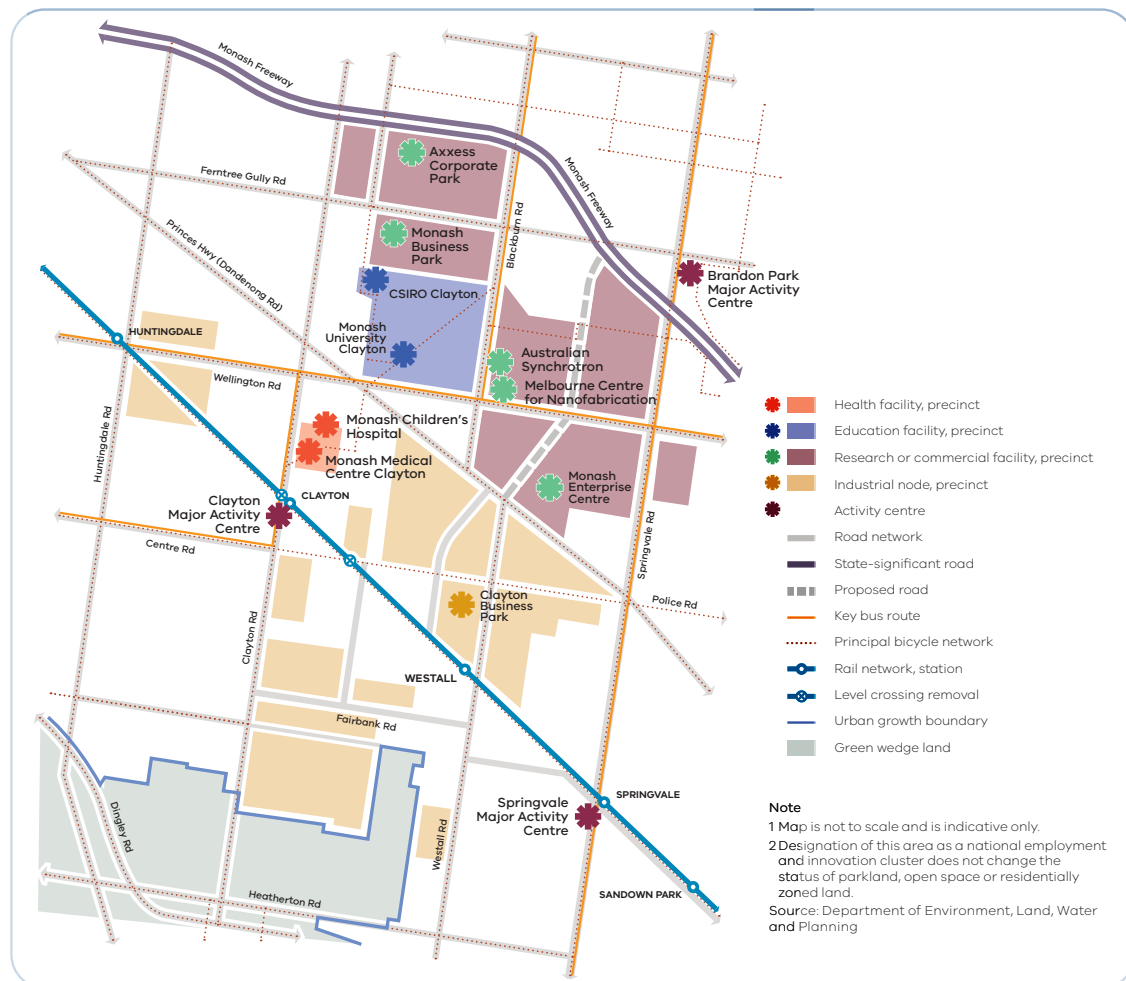 Monash Freeway
Monash Freeway
Axxess
Corporate
Park
Ferntree Gully Rd
Blackburn Rd
Princes Hwy (Dandenong Rd)
Monash
Business
Park
Brandon Park
Major Activity
Centre
CSIRO Clayton
Monash
University
Clayton
HUNTINGDALE
Australian
Synchrotron
Wellington Rd
Melbourne Centre
for Nanofabrication
Huntingdale Rd
Monash Children's
Hospital
Monash Medical
Centre Clayton
Monash
Enterprise
Centre
CLAYTON
Clayton
Major Activity
Centre
Centre Rd
Springvale Rd
Clayton
Business
Park
Police Rd
Clayton Rd
WESTALL
Fairbank Rd
Dingley Rd
Westall Rd
SPRINGVALE
Springvale
Major Activity
Centre
Heatherton Rd
SANDOWN PARK
Health facility, precinct
Education facility, precinct
Research or commercial facility, precinct
Industrial node, precinct
Activity centre
Road network
State-significant road
Proposed road
Key bus route
Principal bicycle network
Rail network, station
Level crossing removal
Urban growth boundary
Green wedge land
Note
1 Map is not to scale and is indicative only.
2 Designation of this area as a national employment
and innovation cluster does not change the
status of parkland, open space or residentially
zoned land.
Source: Department of Environment, Land, Water
and Planning